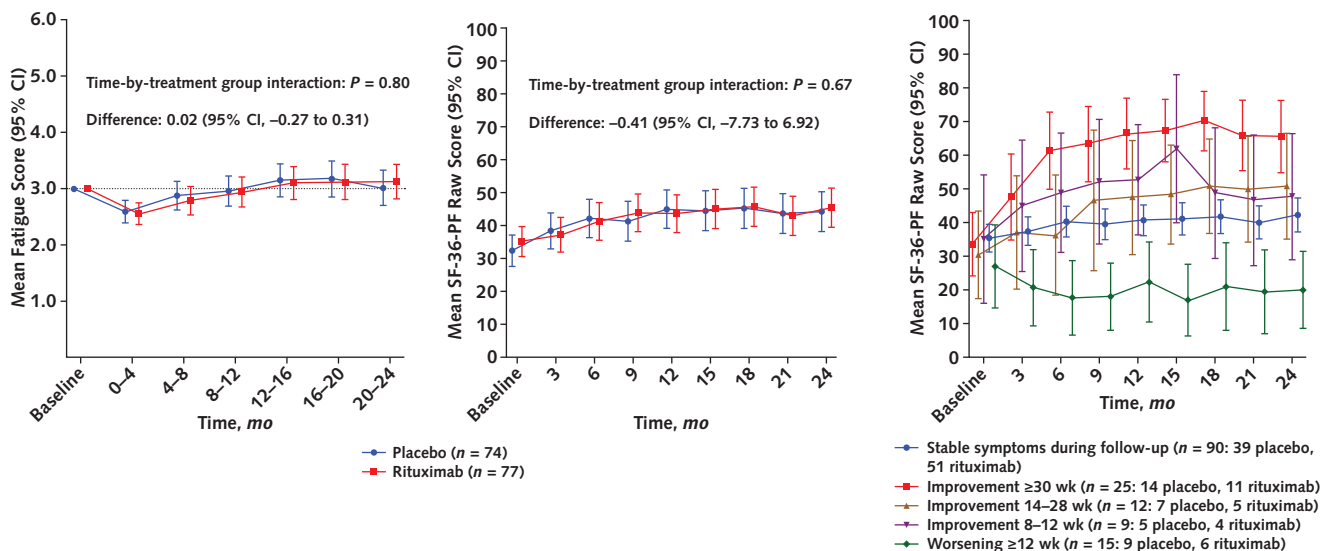 Mean Fatigue Score (95% CI)
6.0
5.0
4.0
3.0
2.0
1.0
Time-by-treatment group interaction: P = 0.80
Difference: 0.02 (95% CI, –0.27 to 0.31)
Baseline
0–4
4–8
8–12
12–16
16–20
20–24
Time, mo
Mean SF-36-PF Raw Score (95% CI)
100
90
80
70
60
50
40
30
20
10
0
Time-by-treatment group interaction: P = 0.67
Difference: –0.41 (95% CI, –7.73 to 6.92)
Baseline
3
6
9
12
15
18
21
24
Time, mo
Placebo (n = 74)
Rituximab (n = 77)
Mean SF-36-PF Raw Score (95% CI)
100
90
80
70
60
50
40
30
20
10
0
Baseline
3
6
9
12
15
18
21
24
Time, mo
Stable symptoms during follow-up (n = 90: 39 placebo,
51 rituximab)
Improvement ≥30 wk (n = 25: 14 placebo, 11 rituximab)
Improvement 14–28 wk (n = 12: 7 placebo, 5 rituximab)
Improvement 8–12 wk (n = 9: 5 placebo, 4 rituximab)
Worsening ≥12 wk (n = 15: 9 placebo, 6 rituximab)